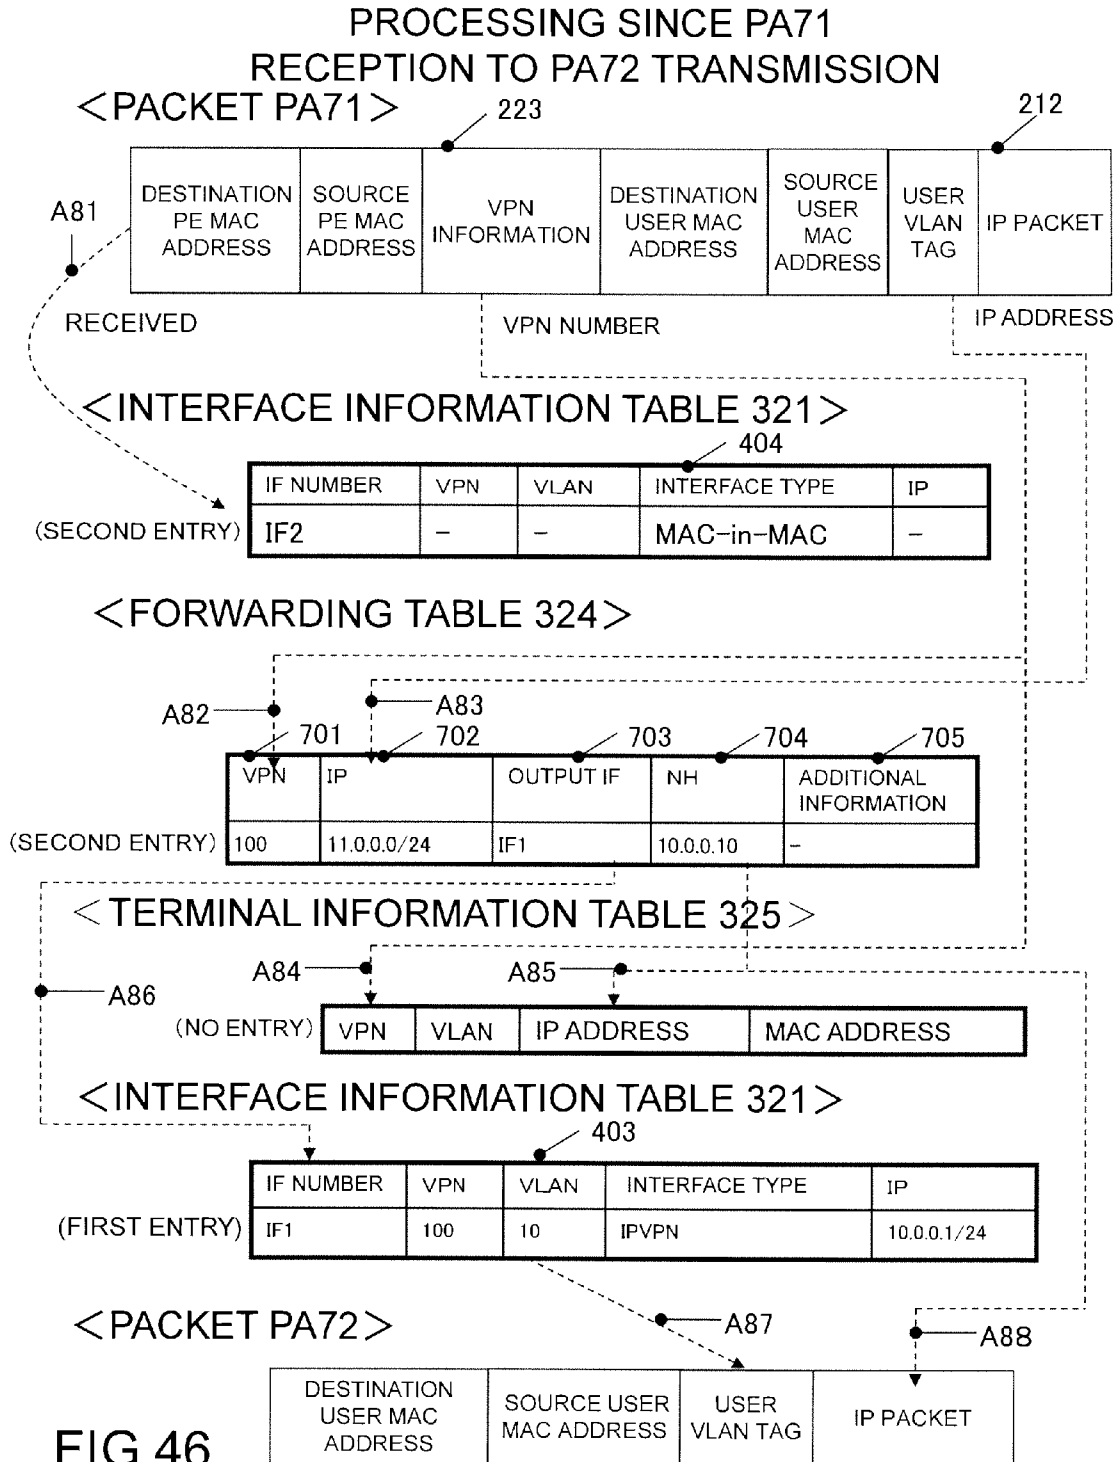 PROCESSING SINCE PA71
RECEPTION TO PA72 TRANSMISSION
<PACKET PA71>
223
212
A81
DESTINATION
PE MAC
ADDRESS
SOURCE
PE MAC
ADDRESS
VPN
INFORMATION
DESTINATION
USER MAC
ADDRESS
SOURCE
USER
MAC
ADDRESS
USER
VLAN
TAG
IP PACKET
RECEIVED
VPN NUMBER
IP ADDRESS
<INTERFACE INFORMATION TABLE 321>
404
IF NUMBER VPN VLAN INTERFACE TYPE IP
(SECOND ENTRY) IF2 – – MAC-in-MAC –
<FORWARDING TABLE 324>
A82
A83
701
702
703
704
705
VPN IP OUTPUT IF NH ADDITIONAL
INFORMATION
(SECOND ENTRY) 100 11.0.0.0/24 IF1 10.0.0.10 –
<TERMINAL INFORMATION TABLE 325>
A84
A85
A86
(NO ENTRY) VPN VLAN IP ADDRESS MAC ADDRESS
<INTERFACE INFORMATION TABLE 321>
403
IF NUMBER VPN VLAN INTERFACE TYPE IP
(FIRST ENTRY) IF1 100 10 IPVPN 10.0.0.1/24
<PACKET PA72>
A87
A88
DESTINATION
USER MAC
ADDRESS
SOURCE USER
MAC ADDRESS
USER
VLAN TAG
IP PACKET
FIG.46